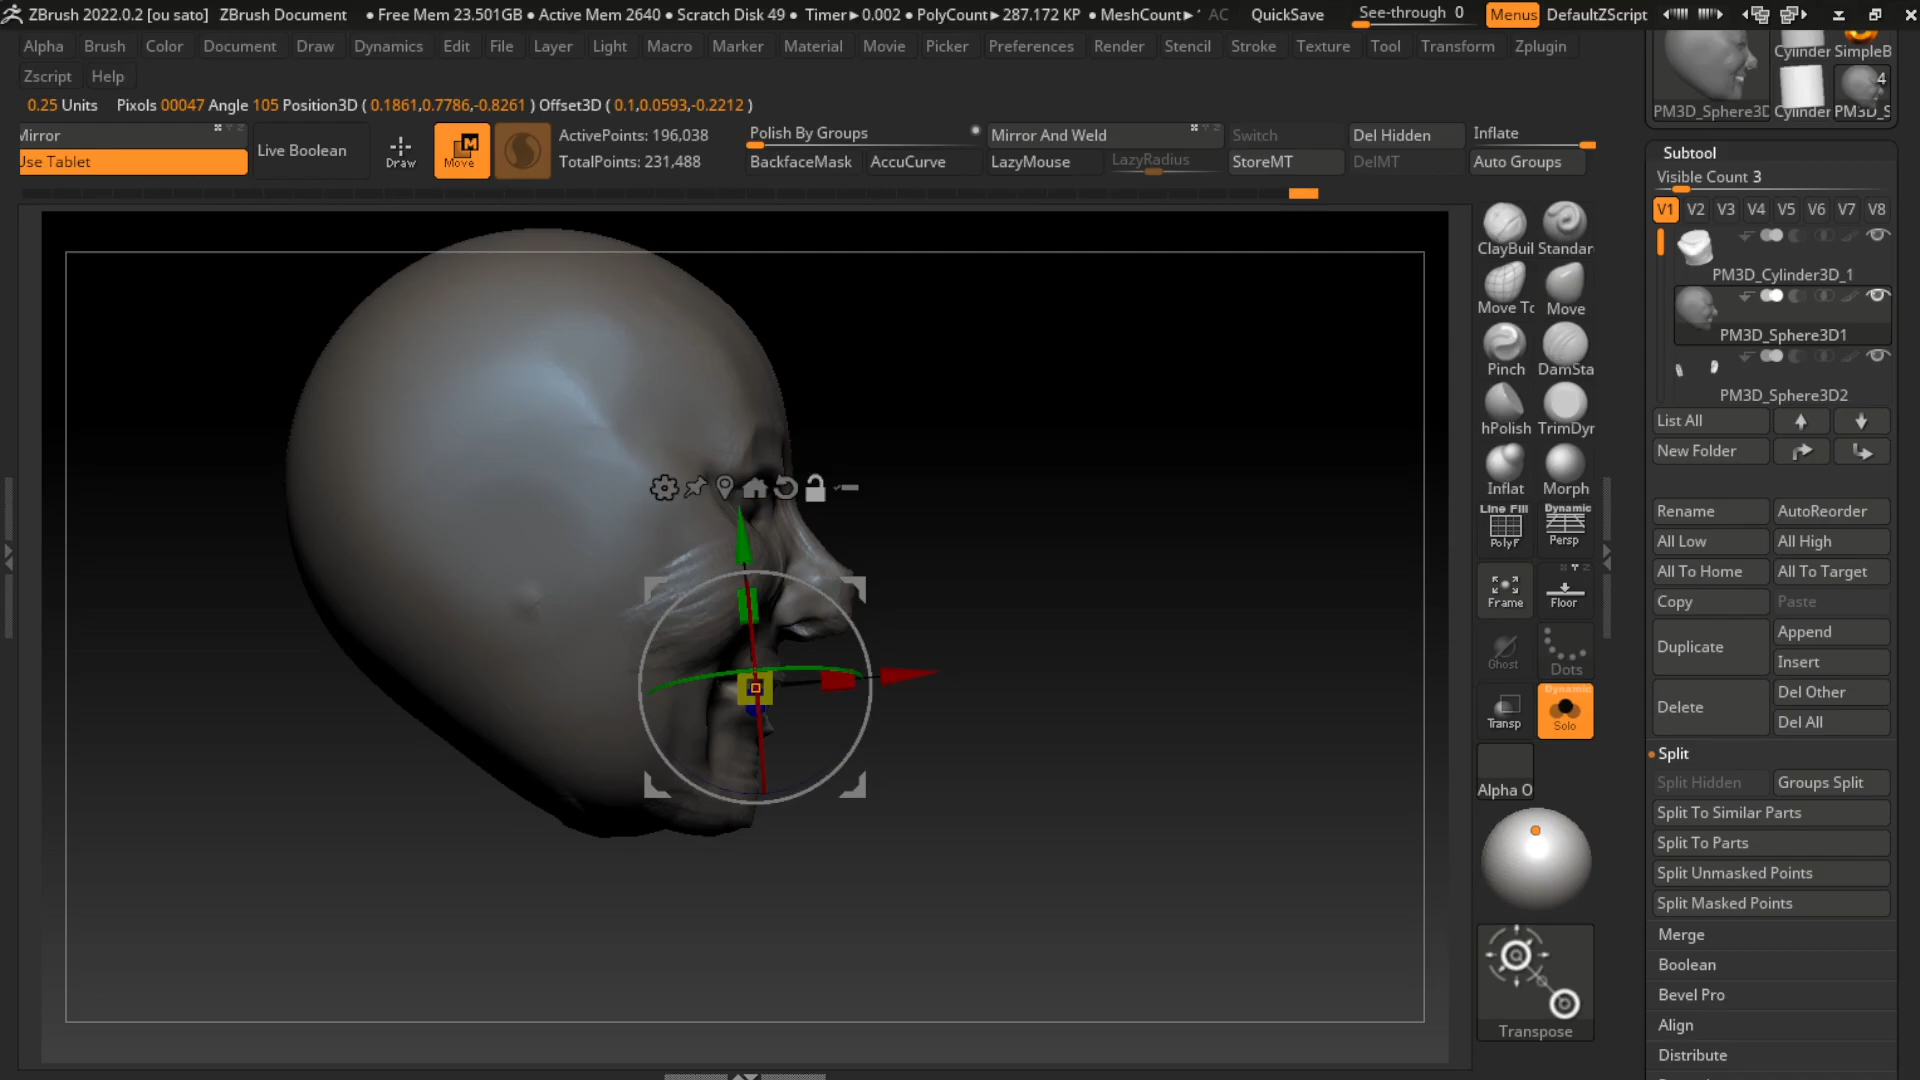 ZBrush 2022.0.2 [ou sato] ZBrush Document • Free Mem 23.501GB • Active Mem 2640 • Scratch Disk 49 • Timer▶0.002 • PolyCount▶287.172 KP • MeshCount▶ AC QuickSave See-through 0 Menus DefaultZScript
Alpha Brush Color Document Draw Dynamics Edit File Layer Light Macro Marker Material Movie Picker Preferences Render Stencil Stroke Texture Tool Transform Zplugin
Zscript Help
0.25 Units Pixols 00047 Angle 105 Position3D ( 0.1861,0.7786,-0.8261 ) Offset3D ( 0.1,0.0593,-0.2212 )
Mirror
Use Tablet
Live Boolean
Draw
M
Move
ActivePoints: 196,038
TotalPoints: 231,488
Polish By Groups
BackfaceMask AccuCurve
Mirror And Weld
LazyMouse LazyRadius
Switch Del Hidden
StoreMT DelMT
Inflate
Auto Groups
ClayBuil Standar
Move To Move
Pinch DamSta
hPolish TrimDyr
Inflat Morph
Line Fill
PolyF
Dynamic
Persp
Frame Floor
Ghost Dots
Transp
Dynamic
Solo
Alpha O
Transpose
Cylinder SimpleB
4
PM3D_Sphere3D Cylinder PM3D_S
Subtool
Visible Count 3
V1 V2 V3 V4 V5 V6 V7 V8
PM3D_Cylinder3D_1
PM3D_Sphere3D1
PM3D_Sphere3D2
List All
New Folder
Rename AutoReorder
All Low All High
All To Home All To Target
Copy Paste
Duplicate
Append
Insert
Delete
Del Other
Del All
Split
Split Hidden Groups Split
Split To Similar Parts
Split To Parts
Split Unmasked Points
Split Masked Points
Merge
Boolean
Bevel Pro
Align
Distribute